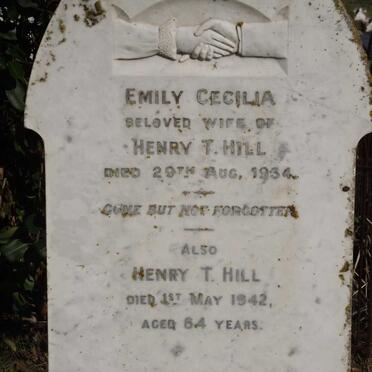 EMILY CECILIA
BELOVED WIFE OF
HENRY T. HILL
DIED 29TH AUG, 1934.
GONE BUT NOT FORGOTTEN
ALSO
HENRY T. HILL
DIED 1ST MAY 1942,
AGED 64 YEARS.